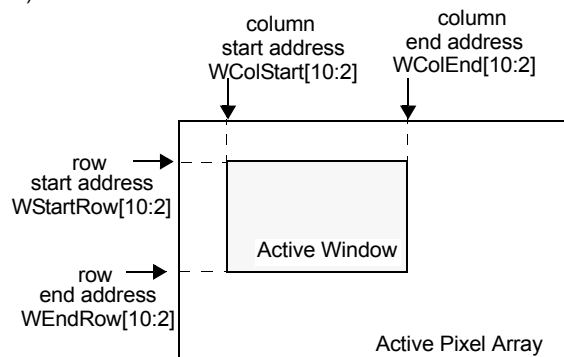 column
start address
WColStart[10:2]
column
end address
WColEnd[10:2]
row
start address
WStartRow[10:2]
Active Window
row
end address
WEndRow[10:2]
Active Pixel Array